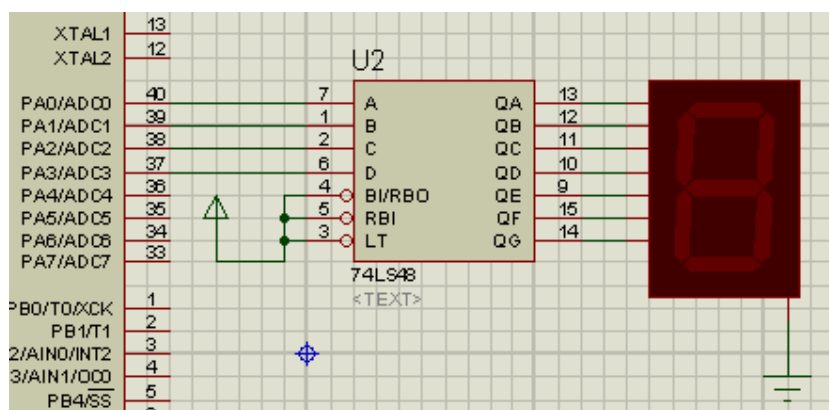 XTAL1 13
XTAL2 12
U2
PA0/ADC0 40 7 A QA 13
PA1/ADC1 39 1 B QB 12
PA2/ADC2 38 2 C QC 11
PA3/ADC3 37 6 D QD 10
PA4/ADC4 36 4 BI/RBO QE 9
PA5/ADC5 35 5 RBI QF 15
PA6/ADC6 34 3 LT QG 14
PA7/ADC7 33
74LS48
<TEXT>
PB0/T0/XCK 1
PB1/T1 2
2/AIN0/INT2 3
3/AIN1/OC0 4
PB4/SS 5